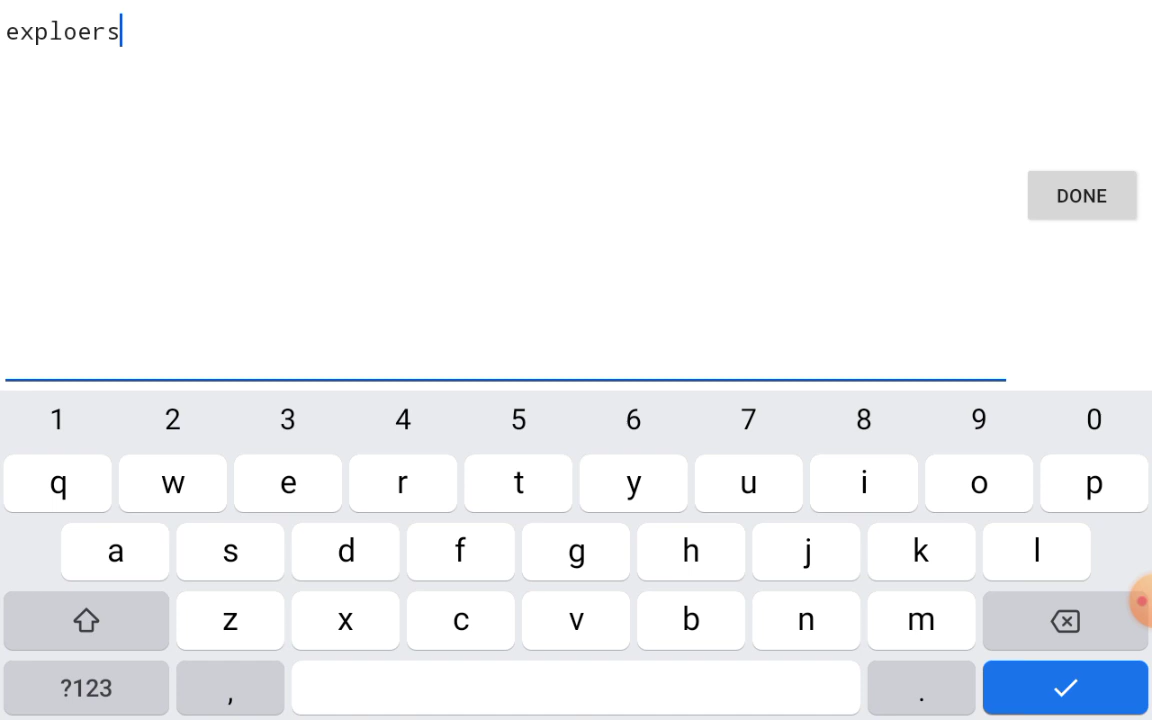 exploers
DONE
1 2 3 4 5 6 7 8 9 0
q w e r t y u i o p
a s d f g h j k l
z x c v b n m
?123 , .